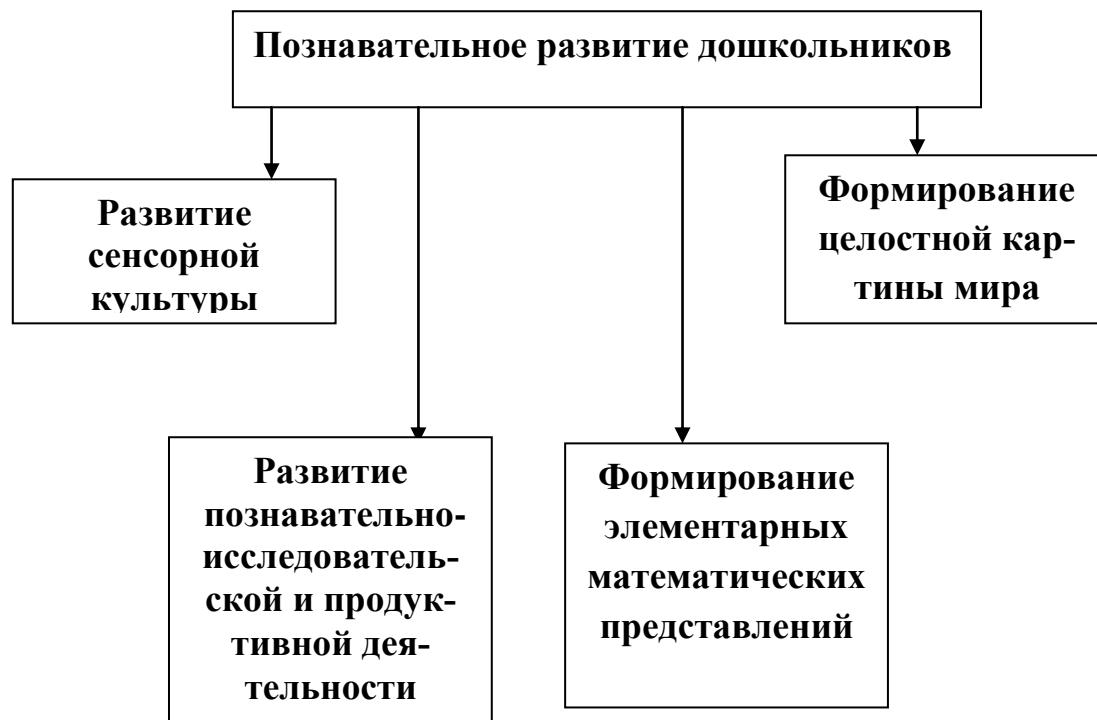 Познавательное развитие дошкольников
Развитие
сенсорной
культуры
Формирование
целостной кар-
тины мира
Развитие
познавательно-
исследователь-
ской и продук-
тивной дея-
тельности
Формирование
элементарных
математических
представлений